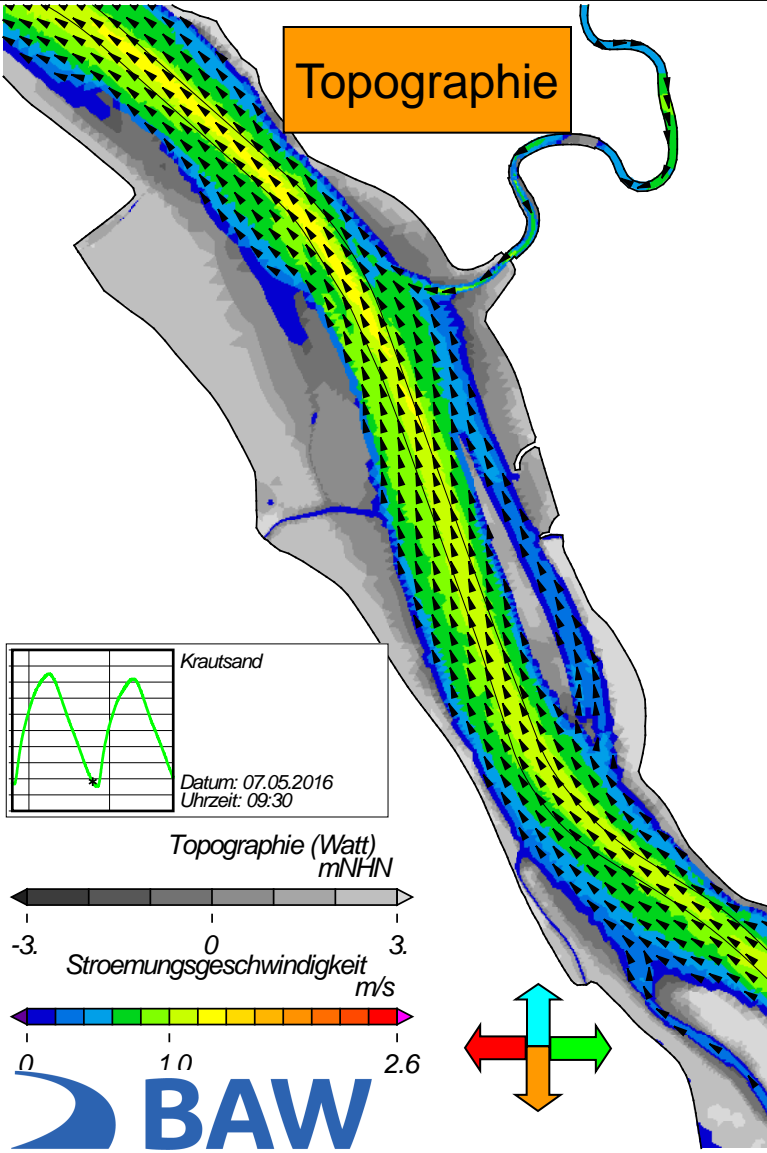 Topographie
Krautsand
Datum: 07.05.2016
Uhrzeit: 09:30
Topographie (Watt)
mNHN
-3. 0 3.
Stroemungsgeschwindigkeit
m/s
0 1.0 2.6
BAW